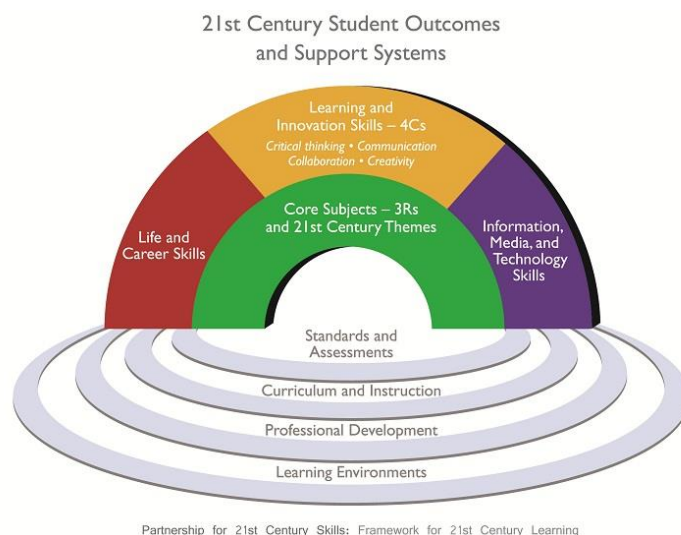 21st Century Student Outcomes
and Support Systems
Learning and
Innovation Skills – 4Cs
Critical thinking • Communication
Collaboration • Creativity
Core Subjects – 3Rs
and 21st Century Themes
Life and
Career Skills
Information,
Media, and
Technology
Skills
Standards and
Assessments
Curriculum and Instruction
Professional Development
Learning Environments
Partnership for 21st Century Skills: Framework for 21st Century Learning